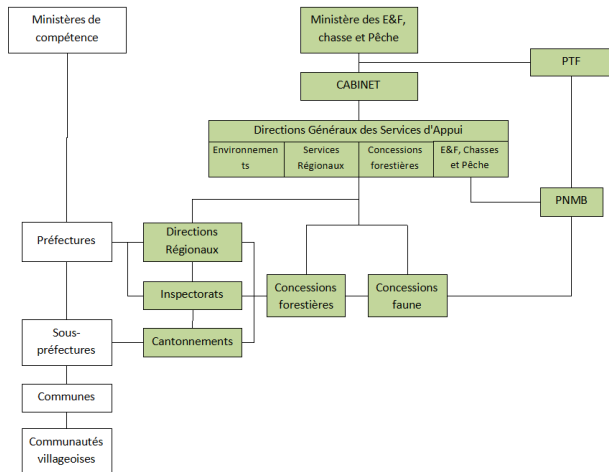 Ministères de
compétence
Ministère des E&F,
chasse et Pêche
PTF
CABINET
Directions Généraux des Services d'Appui
Environnemen
ts
Services
Régionaux
Concessions
forestières
E&F, Chasses
et Pêche
PNMB
Préfectures
Directions
Régionaux
Inspectorats
Concessions
forestières
Concessions
faune
Sous-
préfectures
Cantonnements
Communes
Communautés
villageoises